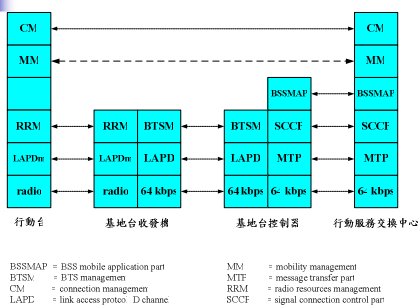 CM CM
MM MM
BSSMAP BSSMAP
RRM RRM BTSM BTSM SCCF SCCF
LAPDm LAPDm LAPD LAPD MTP MTP
radio radio 64 kbps 64 kbps 64 kbps 64 kbps
行動台 基地台收發機 基地台控制器 行動服務交換中心
BSSMAP = BSS mobile application part
BTSM = BTS managemen
CM = connection management
LAPD = link access protco D channel
MM = mobility management
MTF = message transfer part
RRM = radio resources management
SCCF = signal connection control part